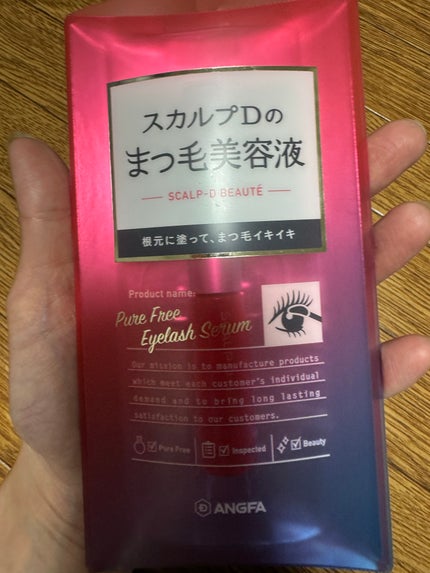 スカルプDの
まつ毛美容液
SCALP-D BEAUTÉ
根元に塗って、まつ毛イキイキ
Product name:
Pure Free
Eyelash Serum
Our mission is to manufacture products
which meet each customer's individual
demand and to bring long lasting
satisfaction to our customers.
Pure Free Inspected Beauty
ANGFA